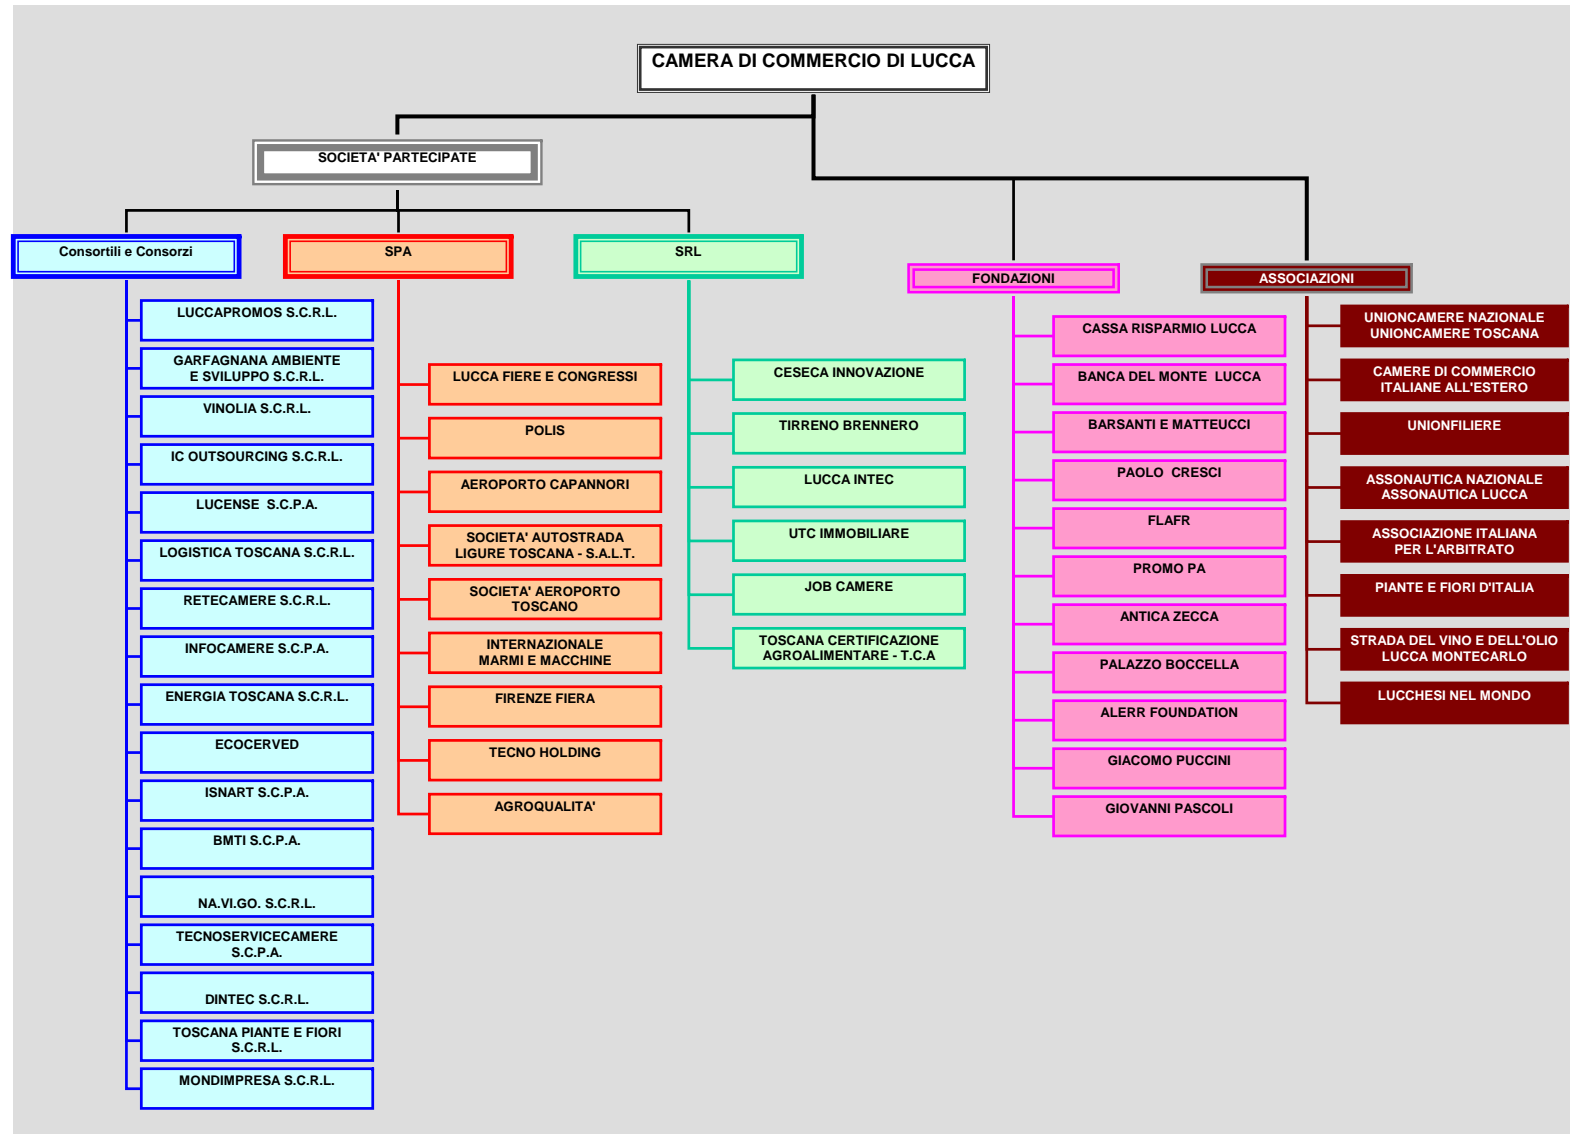 CAMERA DI COMMERCIO DI LUCCA
SOCIETA' PARTECIPATE
Consortili e Consorzi
LUCCAPROMOS S.C.R.L.
GARFAGNANA AMBIENTE
E SVILUPPO S.C.R.L.
VINOLIA S.C.R.L.
IC OUTSOURCING S.C.R.L.
LUCENSE S.C.P.A.
LOGISTICA TOSCANA S.C.R.L.
RETECAMERE S.C.R.L.
INFOCAMERE S.C.P.A.
ENERGIA TOSCANA S.C.R.L.
ECOCERVED
ISNART S.C.P.A.
BMTI S.C.P.A.
NA.VI.GO. S.C.R.L.
TECNOSERVICECAMERE
S.C.P.A.
DINTEC S.C.R.L.
TOSCANA PIANTE E FIORI
S.C.R.L.
MONDIMPRESA S.C.R.L.
SPA
LUCCA FIERE E CONGRESSI
POLIS
AEROPORTO CAPANNORI
SOCIETA' AUTOSTRADA
LIGURE TOSCANA - S.A.L.T.
SOCIETA' AEROPORTO
TOSCANO
INTERNAZIONALE
MARMI E MACCHINE
FIRENZE FIERA
TECNO HOLDING
AGROQUALITA'
SRL
CESECA INNOVAZIONE
TIRRENO BRENNERO
LUCCA INTEC
UTC IMMOBILIARE
JOB CAMERE
TOSCANA CERTIFICAZIONE
AGROALIMENTARE - T.C.A
FONDAZIONI
CASSA RISPARMIO LUCCA
BANCA DEL MONTE LUCCA
BARSANTI E MATTEUCCI
PAOLO CRESCI
FLAFR
PROMO PA
ANTICA ZECCA
PALAZZO BOCCELLA
ALERR FOUNDATION
GIACOMO PUCCINI
GIOVANNI PASCOLI
ASSOCIAZIONI
UNIONCAMERE NAZIONALE
UNIONCAMERE TOSCANA
CAMERE DI COMMERCIO
ITALIANE ALL'ESTERO
UNIONFILIERE
ASSONAUTICA NAZIONALE
ASSONAUTICA LUCCA
ASSOCIAZIONE ITALIANA
PER L'ARBITRATO
PIANTE E FIORI D'ITALIA
STRADA DEL VINO E DELL'OLIO
LUCCA MONTECARLO
LUCCHESI NEL MONDO